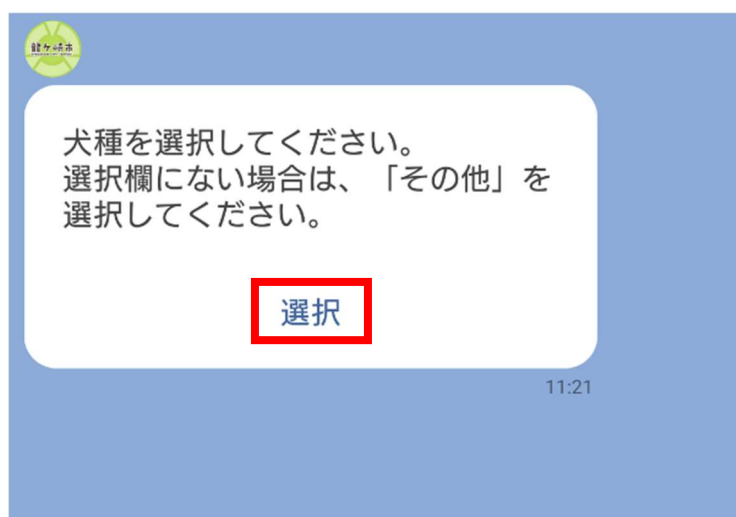 龍ケ崎市
犬種を選択してください。
選択欄にない場合は、「その他」を
選択してください。
選択
11:21